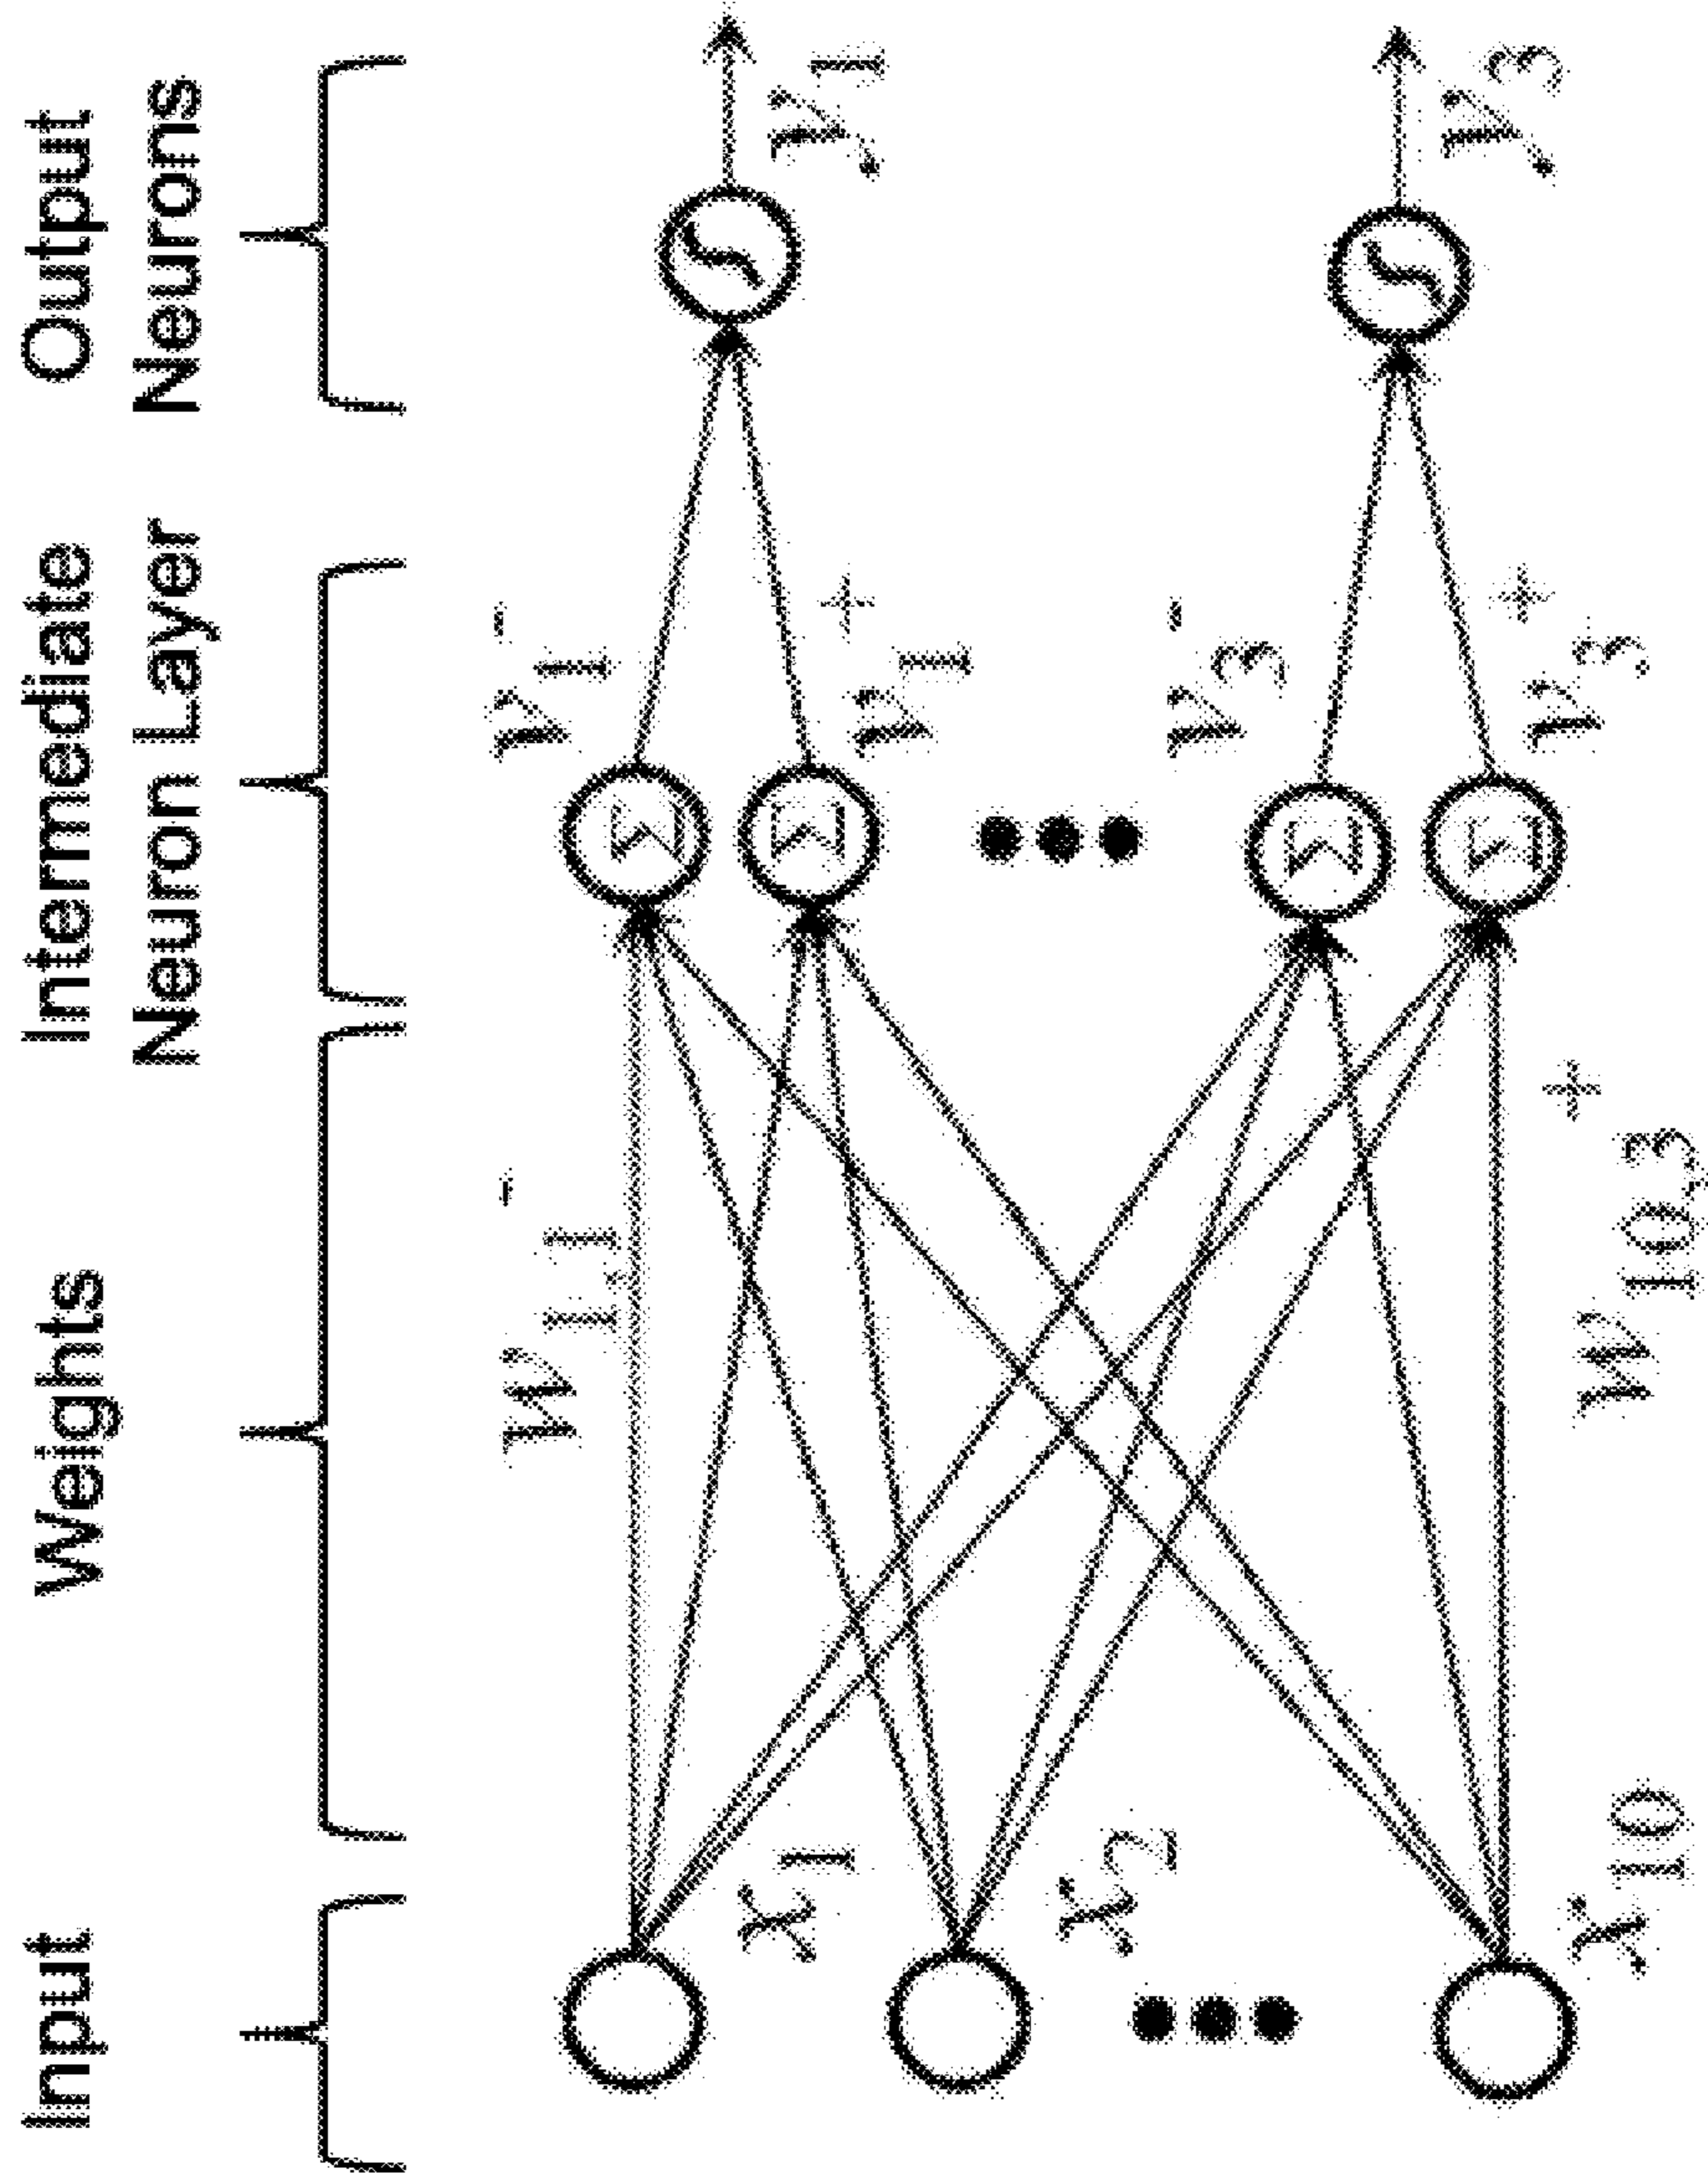 Input
Weights
Intermediate
Neuron Layer
Output
Neurons
x1
x2
x10
W1,1-
W10,3+
y1-
y1+
y3-
y3+
Σ
Σ
Σ
Σ
y1
y3